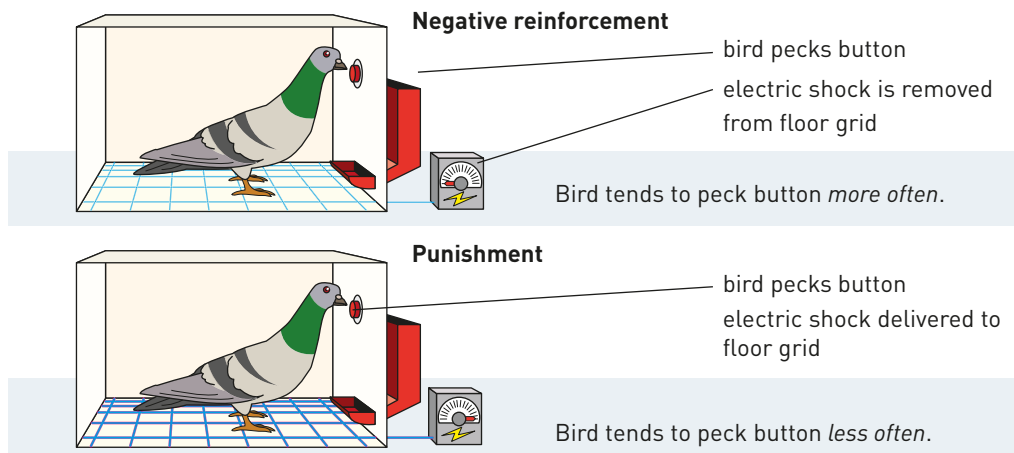 Negative reinforcement
bird pecks button
electric shock is removed
from floor grid
Bird tends to peck button more often.
Punishment
bird pecks button
electric shock delivered to
floor grid
Bird tends to peck button less often.